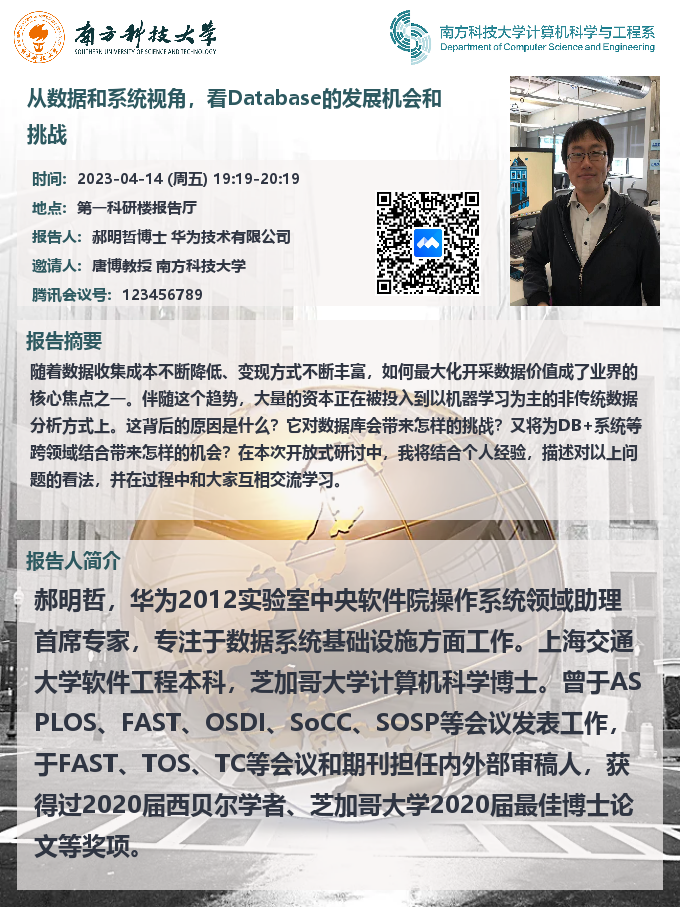 南方科技大学
SOUTHERN UNIVERSITY OF SCIENCE AND TECHNOLOGY
南方科技大学计算机科学与工程系
Department of Computer Science and Engineering
从数据和系统视角，看Database的发展机会和
挑战
时间：2023-04-14 (周五) 19:19-20:19
地点：第一科研楼报告厅
报告人：郝明哲博士 华为技术有限公司
邀请人：唐博教授 南方科技大学
腾讯会议号：123456789
报告摘要
随着数据收集成本不断降低、变现方式不断丰富，如何最大化开采数据价值成了业界的
核心焦点之一。伴随这个趋势，大量的资本正在被投入到以机器学习为主的非传统数据
分析方式上。这背后的原因是什么？它对数据库会带来怎样的挑战？又将为DB+系统等
跨领域结合带来怎样的机会？在本次开放式研讨中，我将结合个人经验，描述对以上问
题的看法，并在过程中和大家互相交流学习。
报告人简介
郝明哲，华为2012实验室中央软件院操作系统领域助理
首席专家，专注于数据系统基础设施方面工作。上海交通
大学软件工程本科，芝加哥大学计算机科学博士。曾于AS
PLOS、FAST、OSDI、SoCC、SOSP等会议发表工作，
于FAST、TOS、TC等会议和期刊担任内外部审稿人，获
得过2020届西贝尔学者、芝加哥大学2020届最佳博士论
文等奖项。